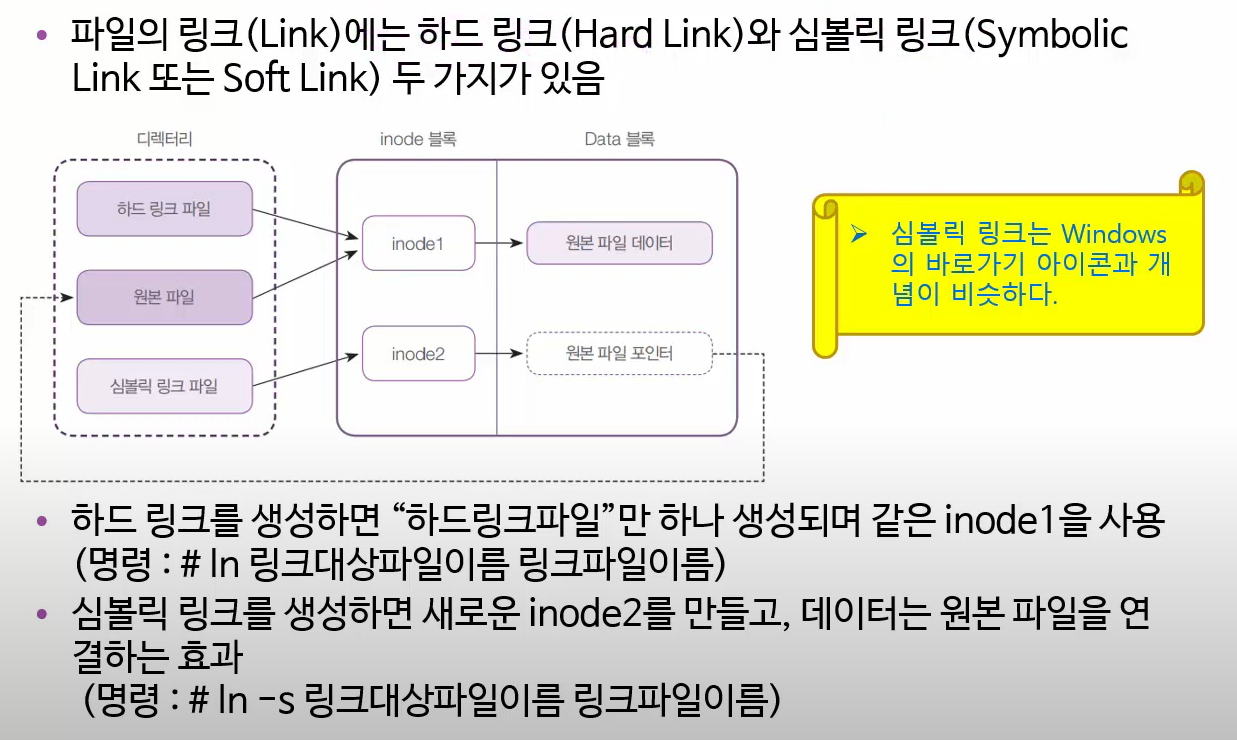 • 파일의 링크(Link)에는 하드 링크(Hard Link)와 심볼릭 링크(Symbolic
Link 또는 Soft Link) 두 가지가 있음
디렉터리
inode 블록
Data 블록
하드 링크 파일
inode1
원본 파일 데이터
원본 파일
심볼릭 링크 파일
inode2
원본 파일 포인터
➢ 심볼릭 링크는 Windows
의 바로가기 아이콘과 개
념이 비슷하다.
• 하드 링크를 생성하면 “하드링크파일”만 하나 생성되며 같은 inode1을 사용
(명령 : # ln 링크대상파일이름 링크파일이름)
• 심볼릭 링크를 생성하면 새로운 inode2를 만들고, 데이터는 원본 파일을 연
결하는 효과
(명령 : # ln –s 링크대상파일이름 링크파일이름)